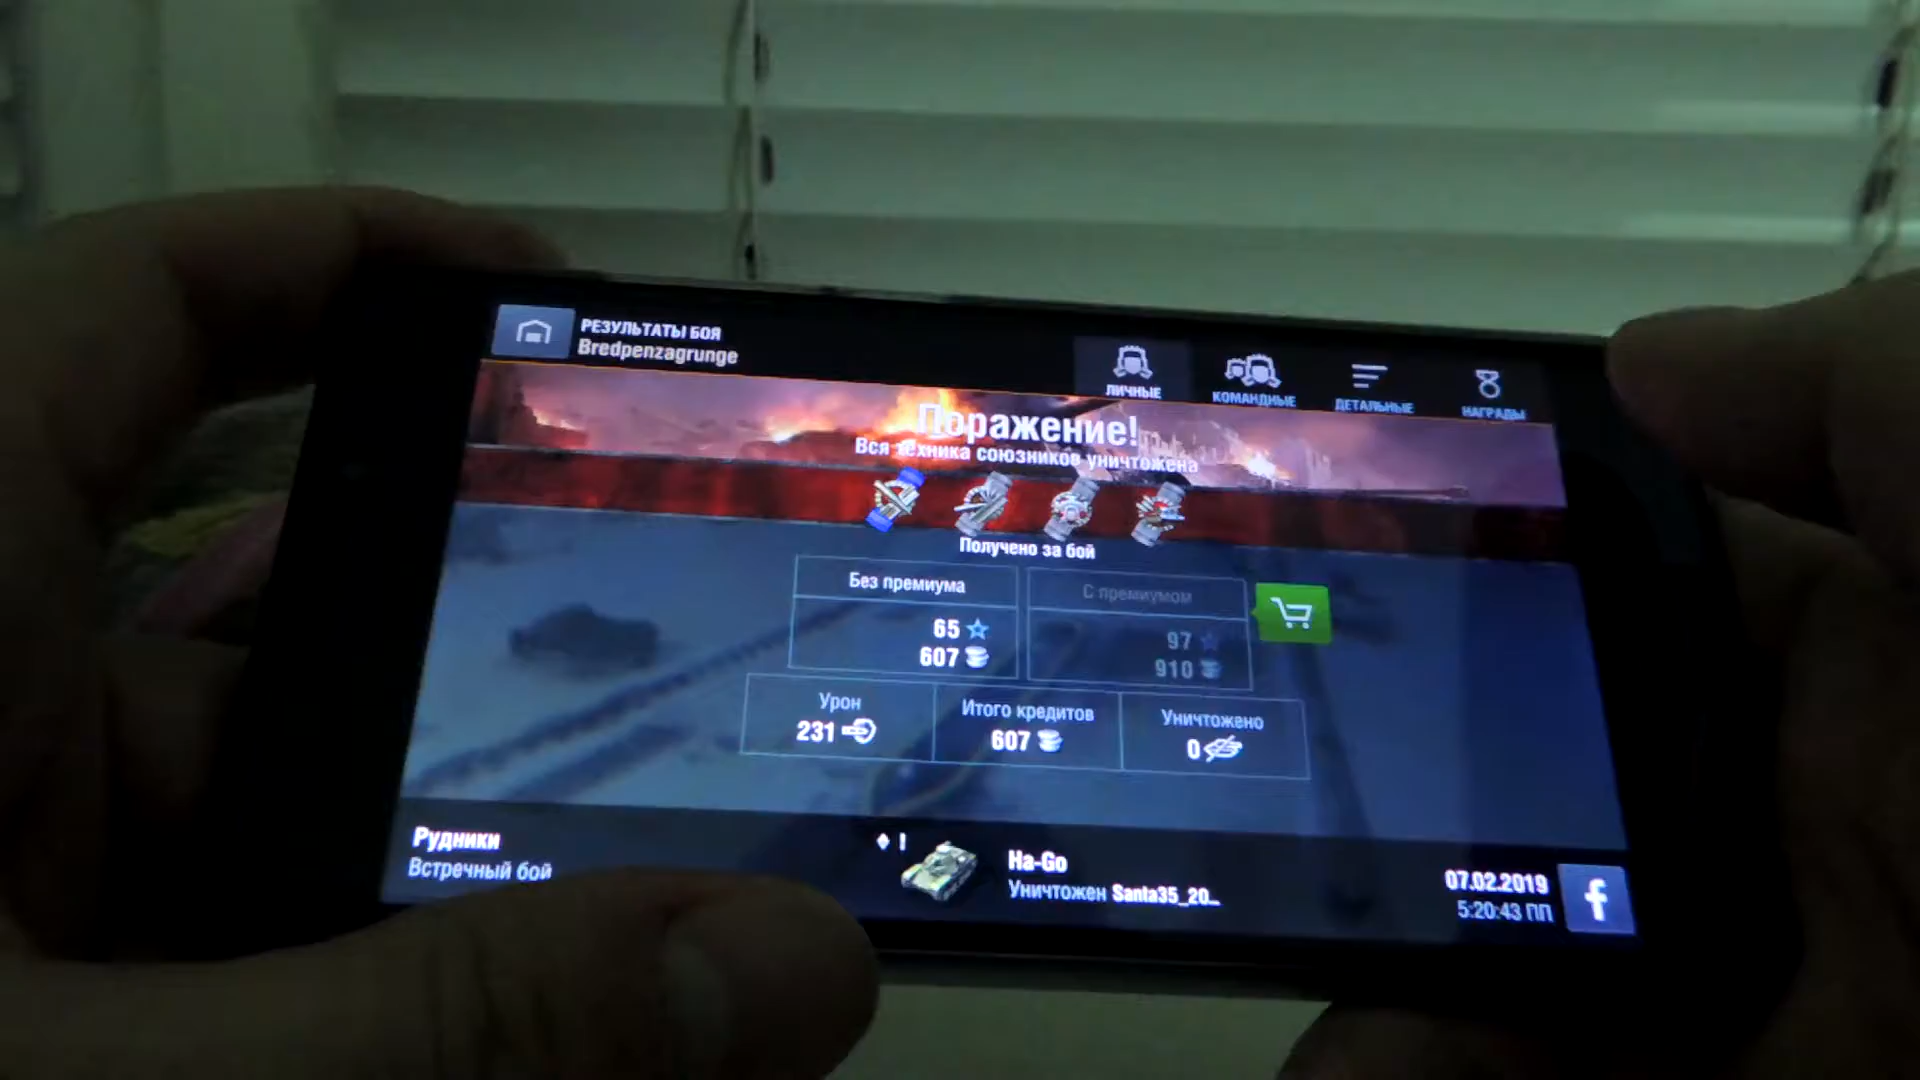 РЕЗУЛЬТАТЫ БОЯ
Bredpenzagrunge
ЛИЧНЫЕ
КОМАНДНЫЕ
ДЕТАЛЬНЫЕ
НАГРАДЫ
Поражение!
Вся техника союзников уничтожена
Получено за бой
Без премиума
С премиумом
65
97
607
910
Урон
Итого кредитов
Уничтожено
231
607
0
Рудники
Встречный бой
!
Ha-Go
Уничтожен Santa35_20...
07.02.2019
5:20:43 ПП
f